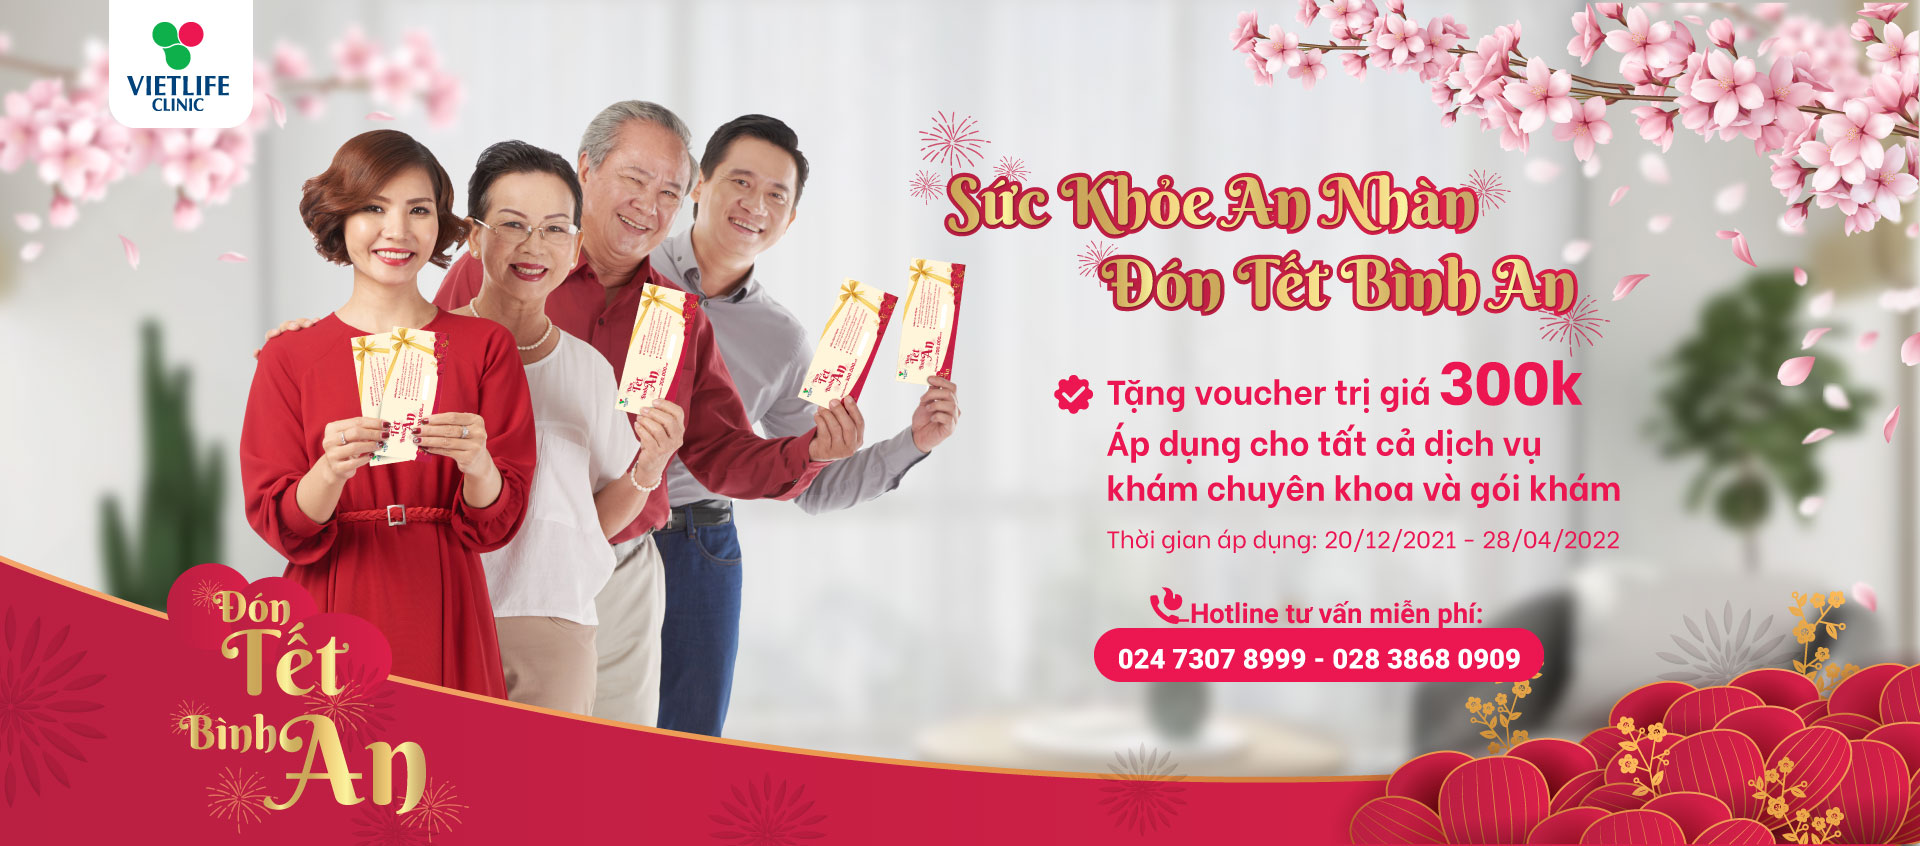 VIETLIFE
CLINIC
Sức Khỏe An Nhàn
Đón Tết Bình An
Tặng voucher trị giá 300k
Áp dụng cho tất cả dịch vụ
khám chuyên khoa và gói khám
Thời gian áp dụng: 20/12/2021 - 28/04/2022
Hotline tư vấn miễn phí:
024 7307 8999 - 028 3868 0909
Đón
Tết
Bình An